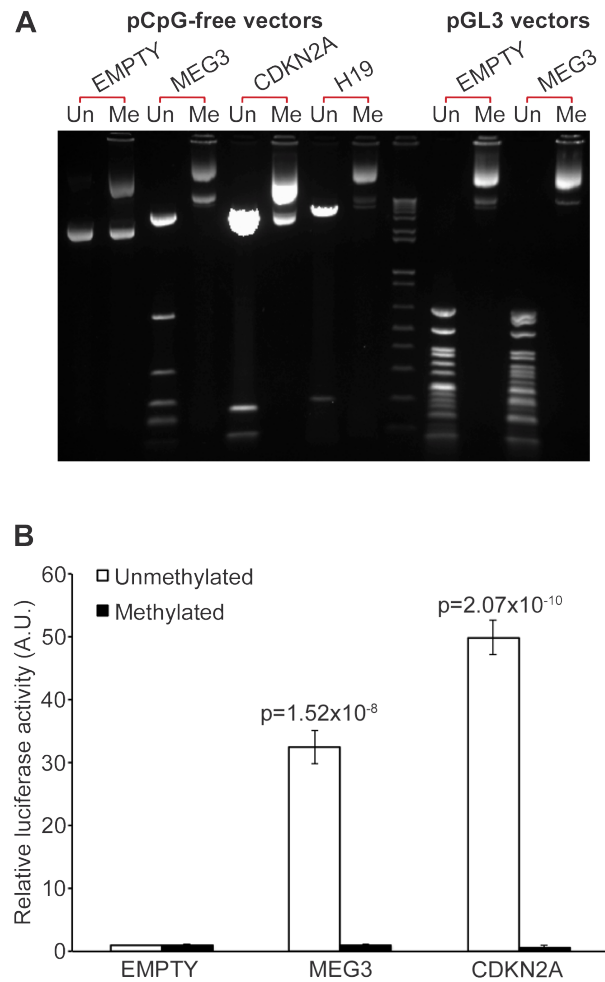 A
pCpG-free vectors pGL3 vectors
EMPTY MEG3 CDKN2A H19 EMPTY MEG3
Un Me Un Me Un Me Un Me Un Me Un Me
B
60
50
40
30
20
10
0
Relative luciferase activity (A.U.)
Unmethylated
Methylated
p=1.52x10⁻⁸
p=2.07x10⁻¹⁰
EMPTY MEG3 CDKN2A